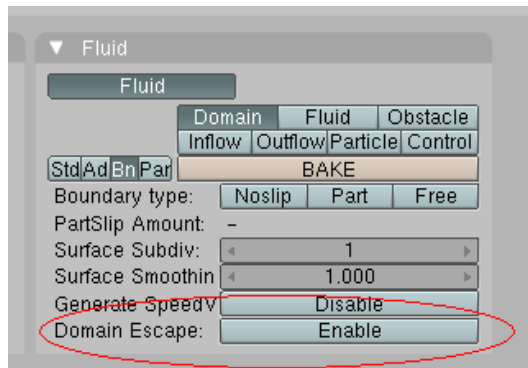 Fluid
Fluid
Domain Fluid Obstacle
Inflow Outflow Particle Control
Std Ad Bn Par BAKE
Boundary type: Noslip Part Free
PartSlip Amount: –
Surface Subdiv: 1
Surface Smoothin 1.000
Generate SpeedV Disable
Domain Escape: Enable